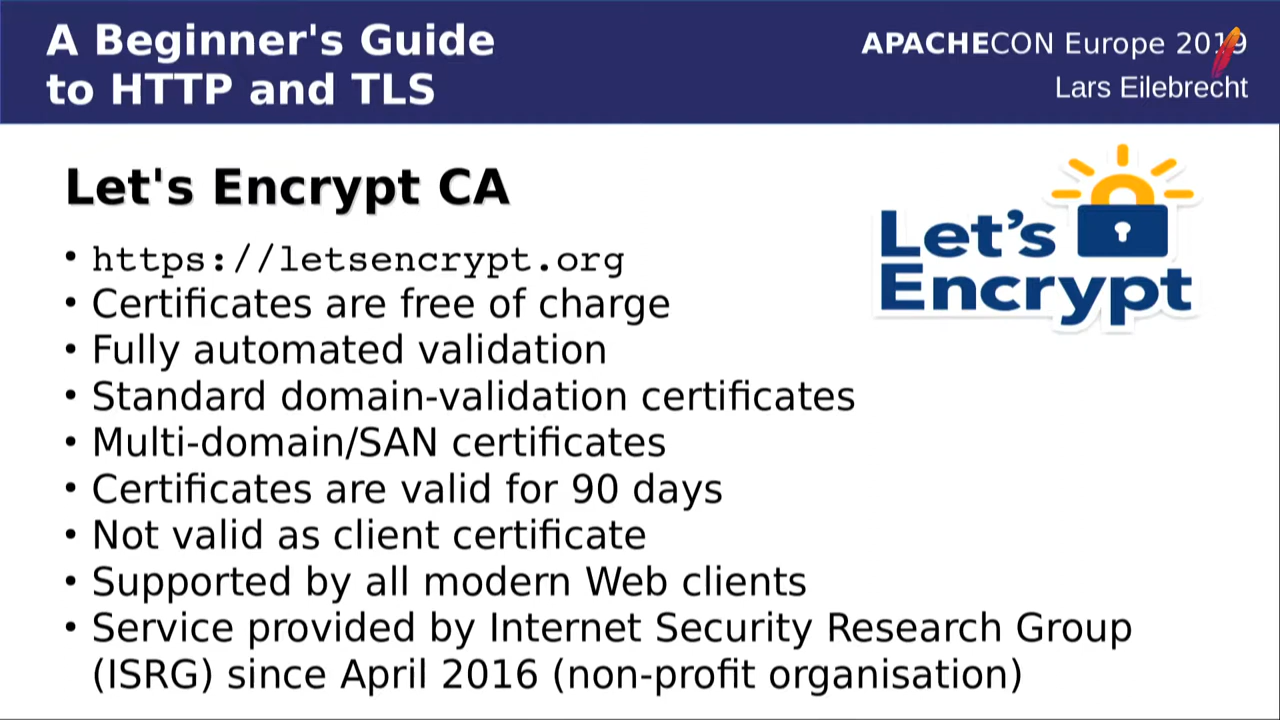 A Beginner's Guide
to HTTP and TLS
APACHECON Europe 2019
Lars Eilebrecht
Let's Encrypt CA
Let's
Encrypt
• https://letsencrypt.org
• Certificates are free of charge
• Fully automated validation
• Standard domain-validation certificates
• Multi-domain/SAN certificates
• Certificates are valid for 90 days
• Not valid as client certificate
• Supported by all modern Web clients
• Service provided by Internet Security Research Group
(ISRG) since April 2016 (non-profit organisation)